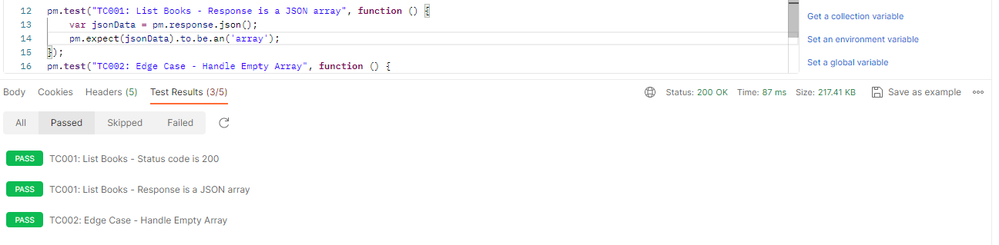 12 pm.test("TC001: List Books - Response is a JSON array", function () {
Get a collection variable
13 var jsonData = pm.response.json();
14 pm.expect(jsonData).to.be.an('array');
Set an environment variable
15 });
16 pm.test("TC002: Edge Case - Handle Empty Array", function () {
Set a global variable
Body Cookies Headers (5) Test Results (3/5) Status: 200 OK Time: 87 ms Size: 217.41 KB Save as example
All Passed Skipped Failed
PASS TC001: List Books - Status code is 200
PASS TC001: List Books - Response is a JSON array
PASS TC002: Edge Case - Handle Empty Array